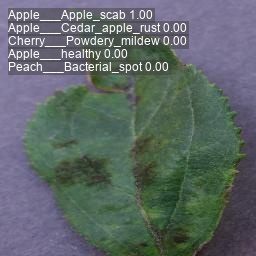 Apple___Apple_scab 1.00
Apple___Cedar_apple_rust 0.00
Cherry___Powdery_mildew 0.00
Apple___healthy 0.00
Peach___Bacterial_spot 0.00